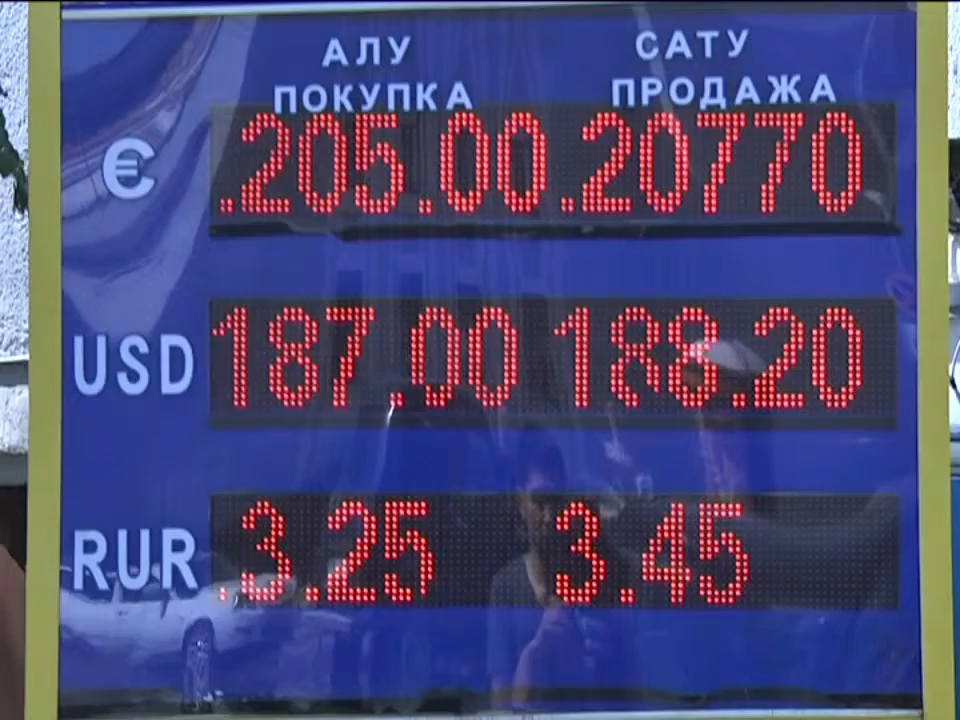 АЛУ САТУ
ПОКУПКА ПРОДАЖА
€ .205.00 .20770
USD 187.00 188.20
RUR .3.25 3.45